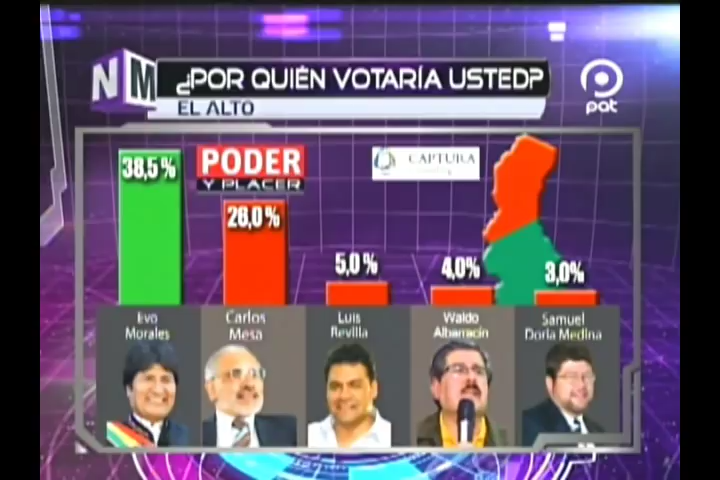 NM
¿POR QUIÉN VOTARÍA USTED?
EL ALTO
pat
38,5%
PODER
Y PLACER
CAPTURA
26,0%
5,0%
4,0%
3,0%
Evo
Morales
Carlos
Mesa
Luis
Revilla
Waldo
Albarracín
Samuel
Doria Medina